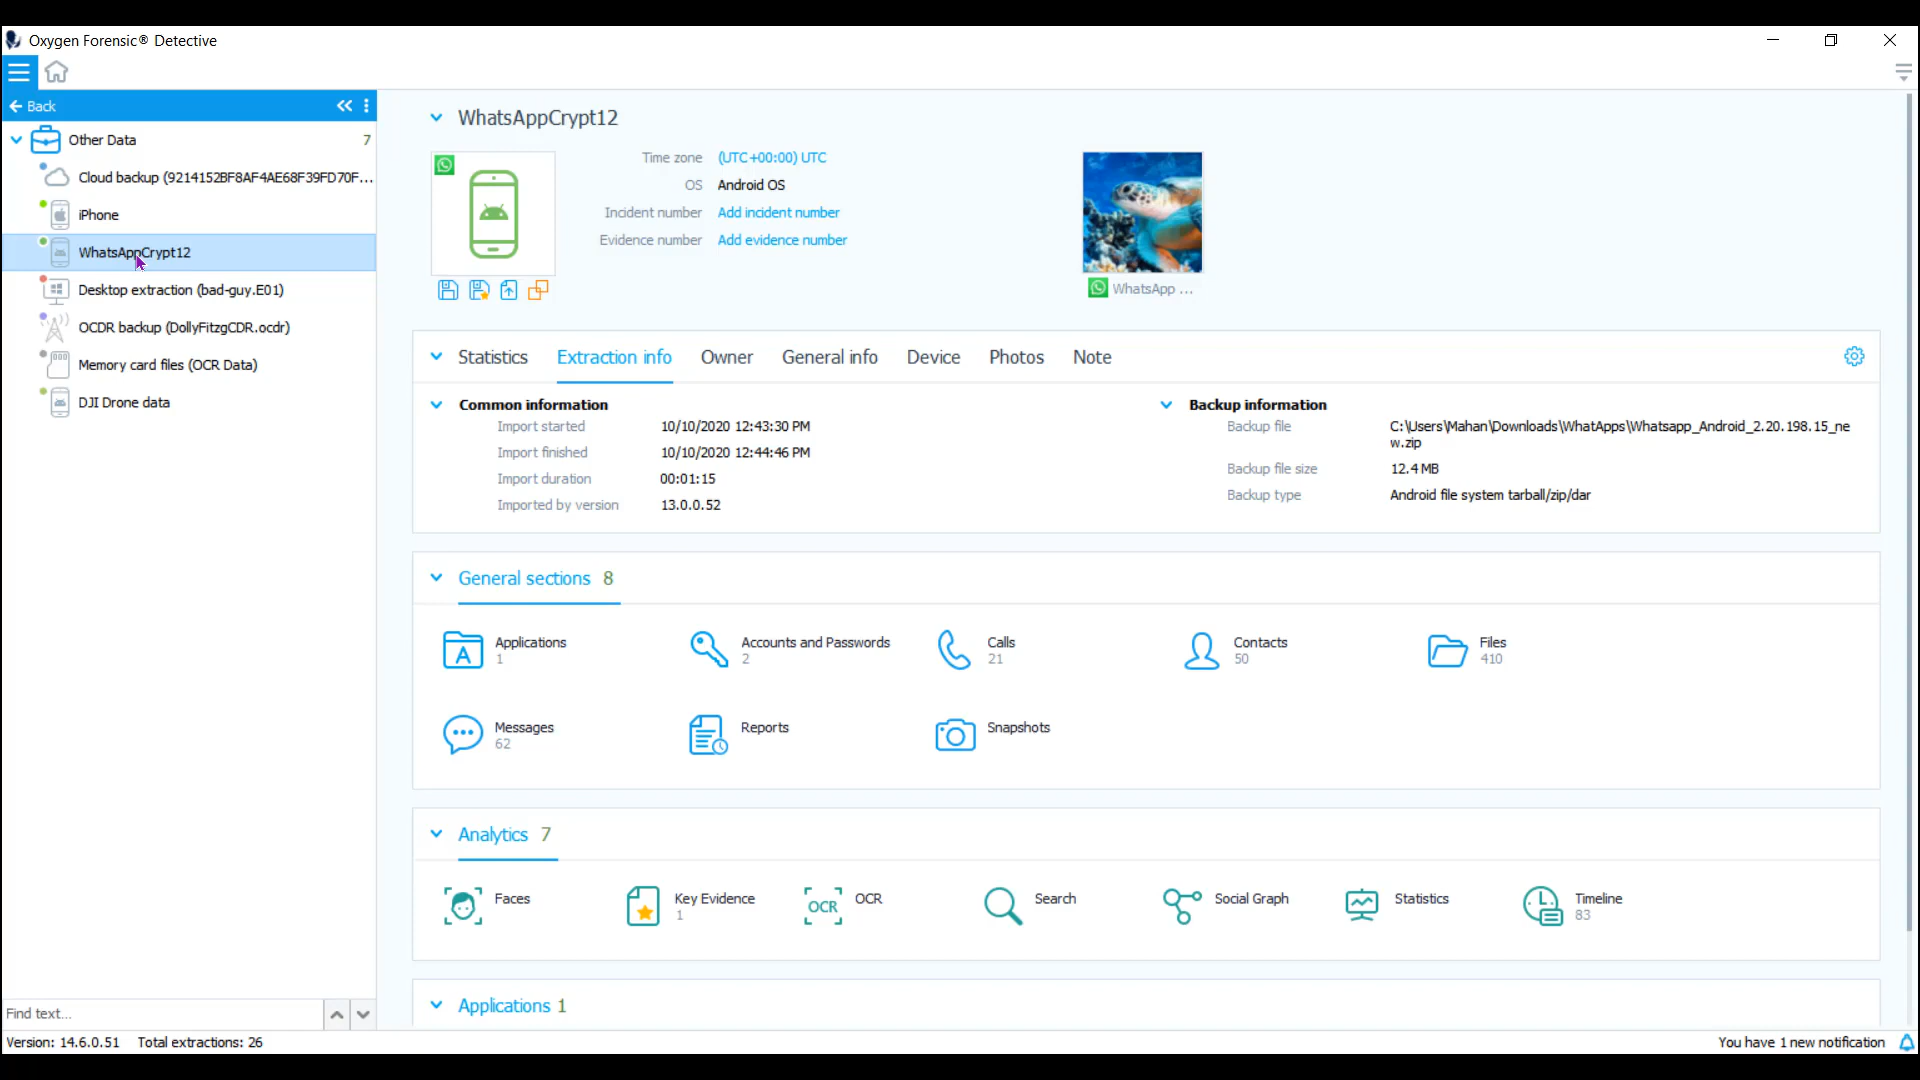 Oxygen Forensic® Detective
Back
Other Data 7
Cloud backup (9214152BF8AF4AE68F39FD70F...
iPhone
WhatsAppCrypt12
Desktop extraction (bad-guy.E01)
OCDR backup (DollyFitzgCDR.ocdr)
Memory card files (OCR Data)
DJI Drone data
Find text...
WhatsAppCrypt12
Time zone (UTC+00:00) UTC
OS Android OS
Incident number Add incident number
Evidence number Add evidence number
WhatsApp ...
Statistics Extraction info Owner General info Device Photos Note
Common information
Import started 10/10/2020 12:43:30 PM
Import finished 10/10/2020 12:44:46 PM
Import duration 00:01:15
Imported by version 13.0.0.52
Backup information
Backup file C:\Users\Mahan\Downloads\WhatApps\Whatsapp_Android_2.20.198.15_ne
w.zip
Backup file size 12.4 MB
Backup type Android file system tarball/zip/dar
General sections 8
Applications Accounts and Passwords Calls Contacts Files
1 2 21 50 410
Messages Reports Snapshots
62
Analytics 7
A
OCR
Faces Key Evidence OCR Search Social Graph Statistics Timeline
1 83
Applications 1
Version: 14.6.0.51 Total extractions: 26 You have 1 new notification